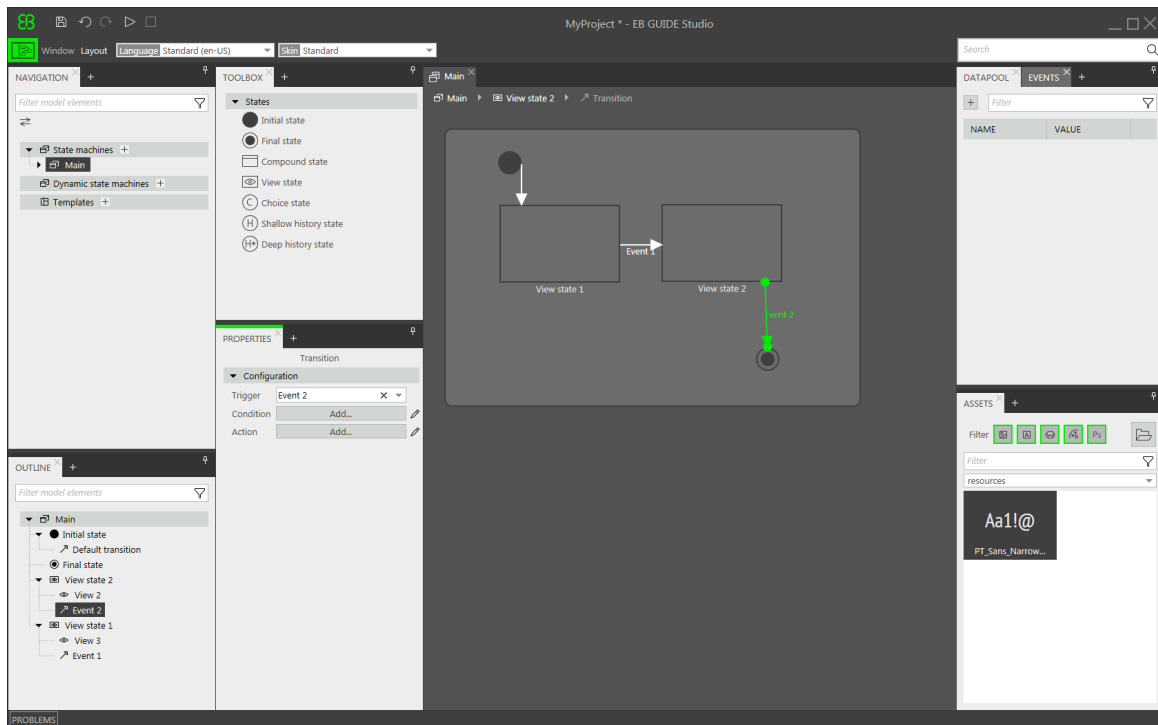 EB
MyProject * - EB GUIDE Studio
Window Layout Language Standard (en-US) Skin Standard
Search
NAVIGATION
Filter model elements
State machines
Main
Dynamic state machines
Templates
OUTLINE
Filter model elements
Main
Initial state
Default transition
Final state
View state 2
View 2
Event 2
View state 1
View 3
Event 1
TOOLBOX
States
Initial state
Final state
Compound state
View state
C Choice state
H Shallow history state
H* Deep history state
PROPERTIES
Transition
Configuration
Trigger Event 2
Condition Add...
Action Add...
Main
Main View state 2 Transition
Event 1
View state 1
View state 2
vent 2
DATAPOOL EVENTS
Filter
NAME VALUE
ASSETS
Filter A Ps
Filter
resources
Aa1!@
PT_Sans_Narrow...
PROBLEMS